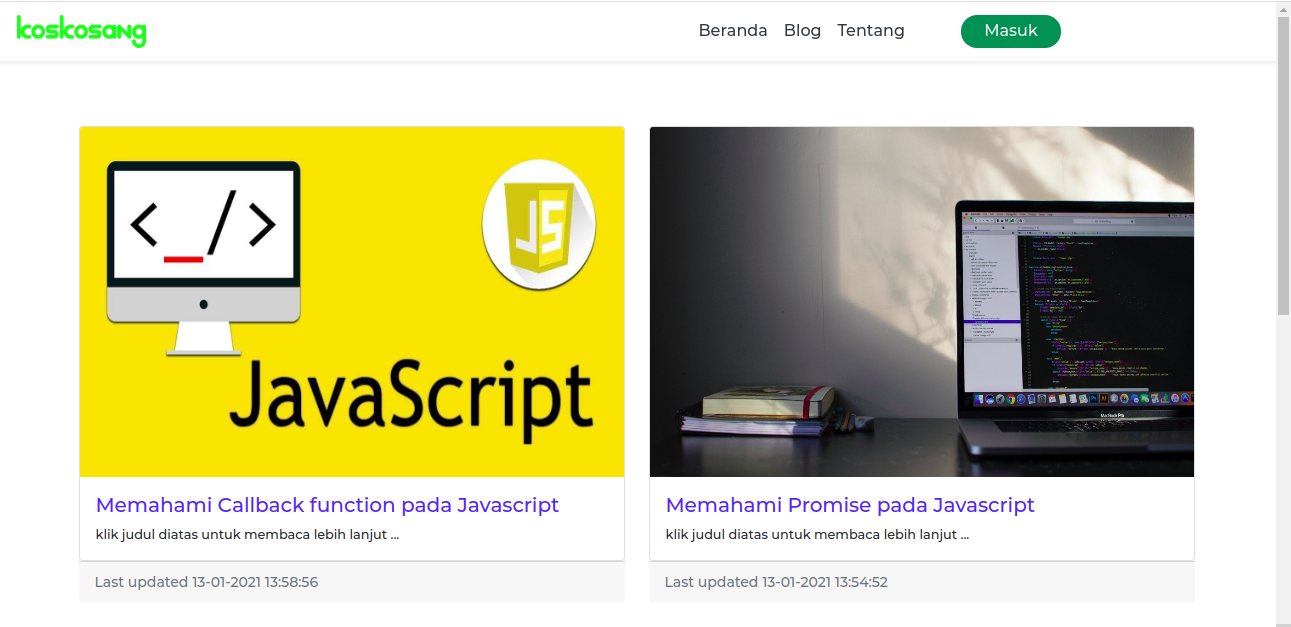 koskosang
Beranda Blog Tentang Masuk
< _ / >
JS
JavaScript
MacBook Pro
Memahami Callback function pada Javascript
klik judul diatas untuk membaca lebih lanjut ...
Last updated 13-01-2021 13:58:56
Memahami Promise pada Javascript
klik judul diatas untuk membaca lebih lanjut ...
Last updated 13-01-2021 13:54:52